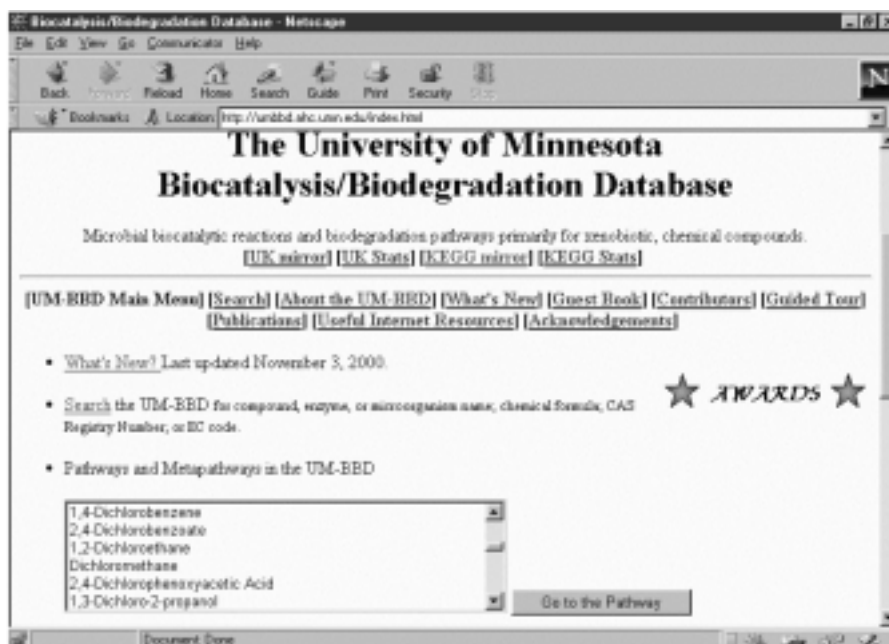 Biocatalysis/Biodegradation Database - Netscape
File Edit View Go Communicator Help
Back Forward Reload Home Search Guide Print Security Stop
N
Bookmarks Location: http://umbbd.ahc.umn.edu/index.html
The University of Minnesota
Biocatalysis/Biodegradation Database
Microbial biocatalytic reactions and biodegradation pathways primarily for xenobiotic, chemical compounds.
[UK mirror] [UK Stats] [KEGG mirror] [KEGG Stats]
[UM-BBD Main Menu] [Search] [About the UM-BBD] [What's New] [Guest Book] [Contributors] [Guided Tour]
[Publications] [Useful Internet Resources] [Acknowledgements]
• What's New? Last updated November 3, 2000.
AWARDS
• Search the UM-BBD for compound, enzyme, or microorganism name; chemical formula; CAS
Registry Number; or EC code.
• Pathways and Metapathways in the UM-BBD
1,4-Dichlorobenzene
2,4-Dichlorobenzoate
1,2-Dichloroethane
Dichloromethane
2,4-Dichlorophenoxyacetic Acid
1,3-Dichloro-2-propanol
Go to the Pathway
Document: Done